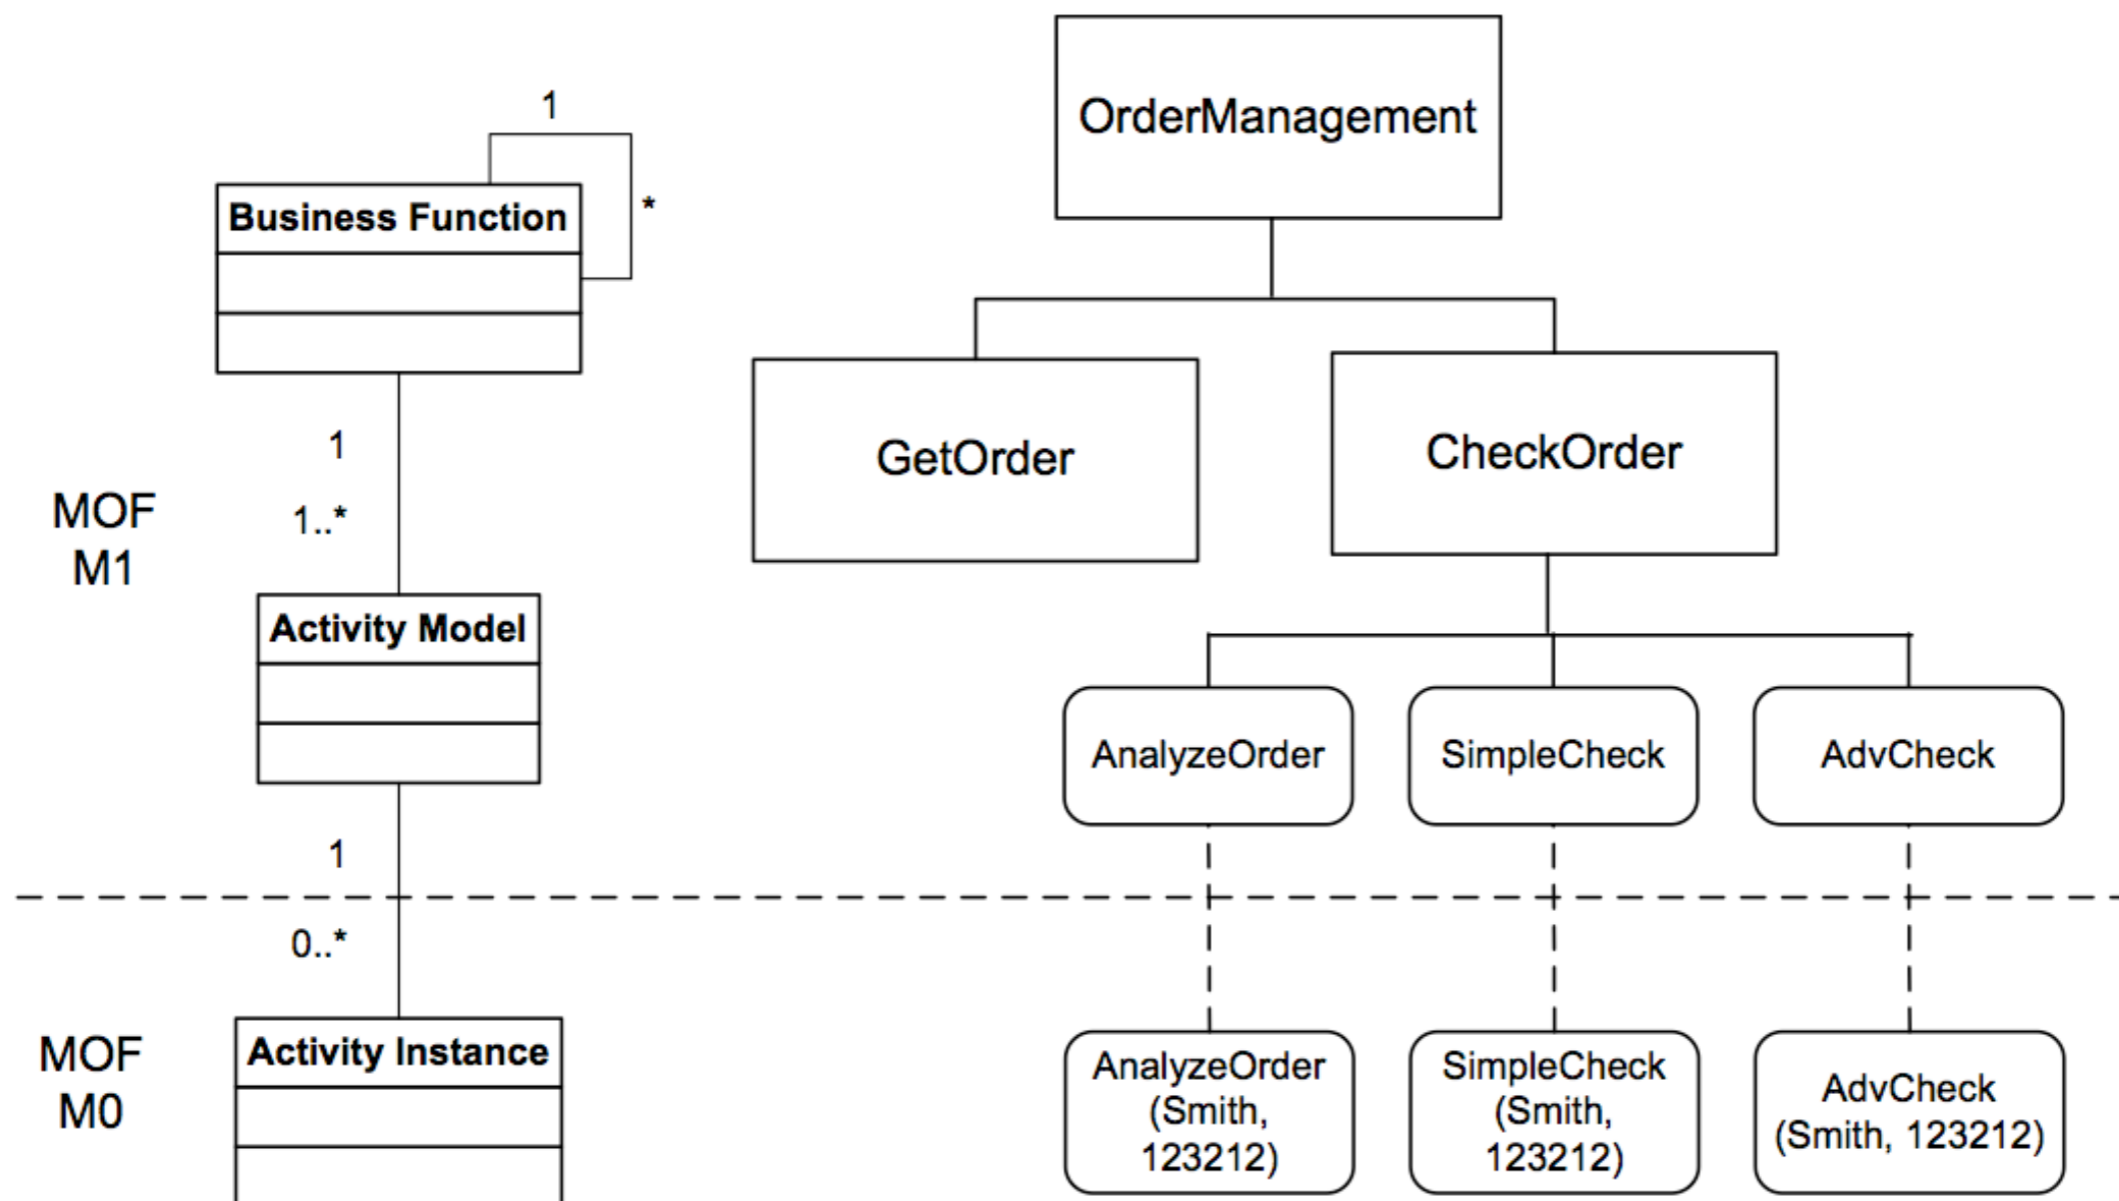 OrderManagement
1
*
Business Function
GetOrder
CheckOrder
1
1..*
MOF
M1
Activity Model
AnalyzeOrder
SimpleCheck
AdvCheck
1
0..*
MOF
M0
Activity Instance
AnalyzeOrder
(Smith,
123212)
SimpleCheck
(Smith,
123212)
AdvCheck
(Smith, 123212)